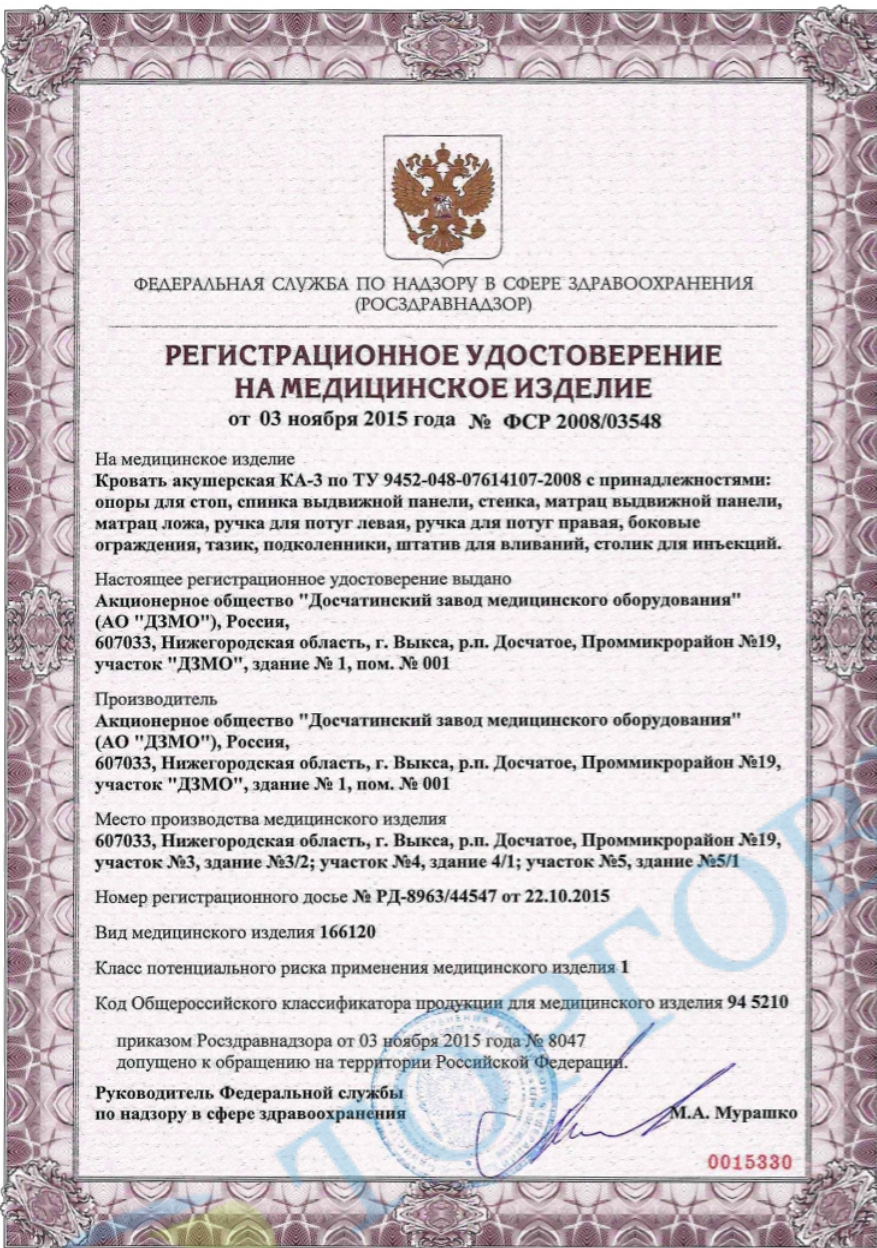 ФЕДЕРАЛЬНАЯ СЛУЖБА ПО НАДЗОРУ В СФЕРЕ ЗДРАВООХРАНЕНИЯ
(РОСЗДРАВНАДЗОР)
РЕГИСТРАЦИОННОЕ УДОСТОВЕРЕНИЕ
НА МЕДИЦИНСКОЕ ИЗДЕЛИЕ
от 03 ноября 2015 года № ФСР 2008/03548
На медицинское изделие
Кровать акушерская КА-3 по ТУ 9452-048-07614107-2008 с принадлежностями:
опоры для стоп, спинка выдвижной панели, стенка, матрац выдвижной панели,
матрац ложа, ручка для потуг левая, ручка для потуг правая, боковые
ограждения, тазик, подколенники, штатив для вливаний, столик для инъекций.
Настоящее регистрационное удостоверение выдано
Акционерное общество "Досчатинский завод медицинского оборудования"
(АО "ДЗМО"), Россия,
607033, Нижегородская область, г. Выкса, р.п. Досчатое, Проммикрорайон №19,
участок "ДЗМО", здание № 1, пом. № 001
Производитель
Акционерное общество "Досчатинский завод медицинского оборудования"
(АО "ДЗМО"), Россия,
607033, Нижегородская область, г. Выкса, р.п. Досчатое, Проммикрорайон №19,
участок "ДЗМО", здание № 1, пом. № 001
Место производства медицинского изделия
607033, Нижегородская область, г. Выкса, р.п. Досчатое, Проммикрорайон №19,
участок №3, здание №3/2; участок №4, здание 4/1; участок №5, здание №5/1
Номер регистрационного досье № РД-8963/44547 от 22.10.2015
Вид медицинского изделия 166120
Класс потенциального риска применения медицинского изделия 1
Код Общероссийского классификатора продукции для медицинского изделия 94 5210
приказом Росздравнадзора от 03 ноября 2015 года № 8047
допущено к обращению на территории Российской Федерации.
Руководитель Федеральной службы
по надзору в сфере здравоохранения
М.А. Мурашко
0015330
ТОРГОВ